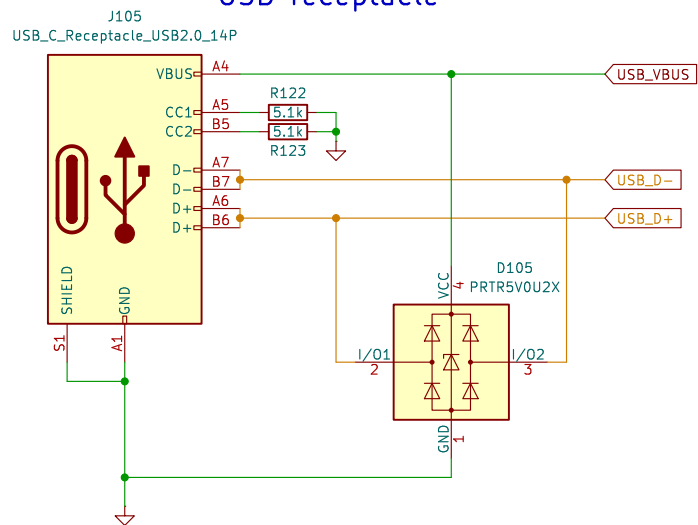 USB receptacle
J105
USB_C_Receptacle_USB2.0_14P
VBUS A4
USB_VBUS
R122
CC1 A5 5.1k
CC2 B5 5.1k
R123
D- A7
D- B7
USB_D-
D+ A6
D+ B6
USB_D+
SHIELD
GND
S1
A1
D105
PRTR5V0U2X
VCC
4
I/O1
2
I/O2
3
GND
1